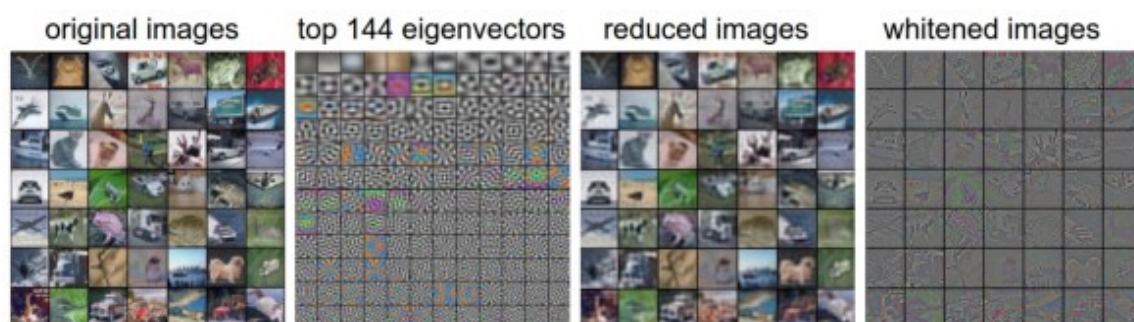 original images
top 144 eigenvectors
reduced images
whitened images